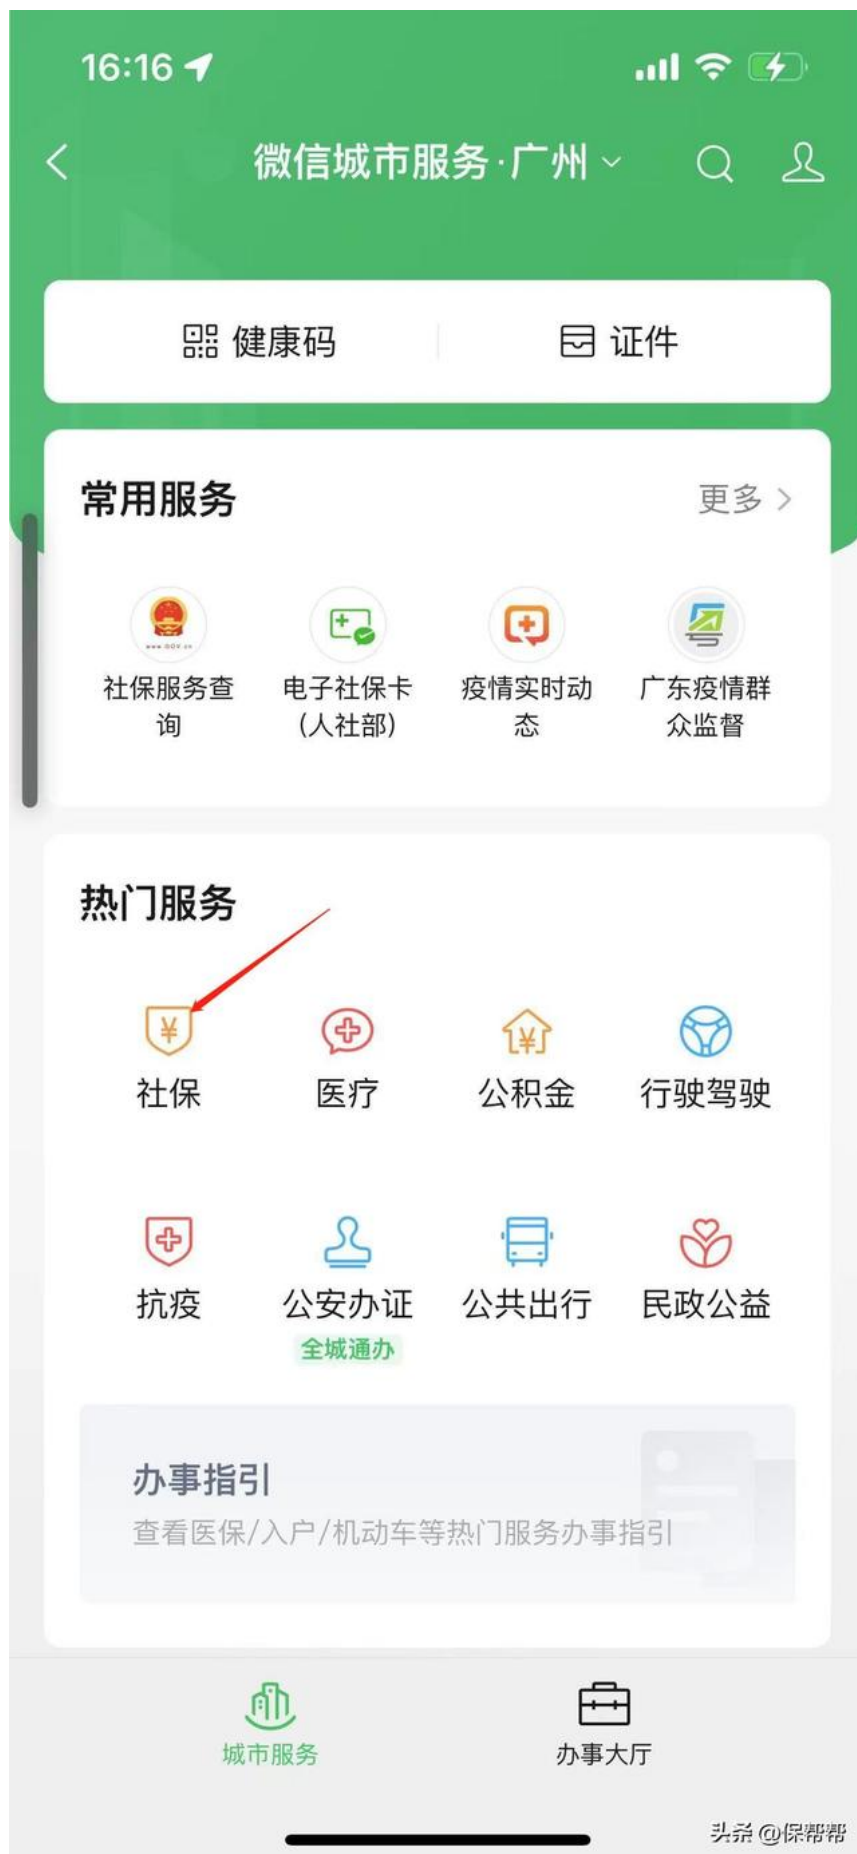 16:16
微信城市服务·广州
健康码
证件
常用服务
更多
社保服务查
询
电子社保卡
（人社部）
疫情实时动
态
广东疫情群
众监督
热门服务
社保
医疗
公积金
行驶驾驶
抗疫
公安办证
公共出行
民政公益
全城通办
办事指引
查看医保/入户/机动车等热门服务办事指引
城市服务
办事大厅
头条 @保帮帮